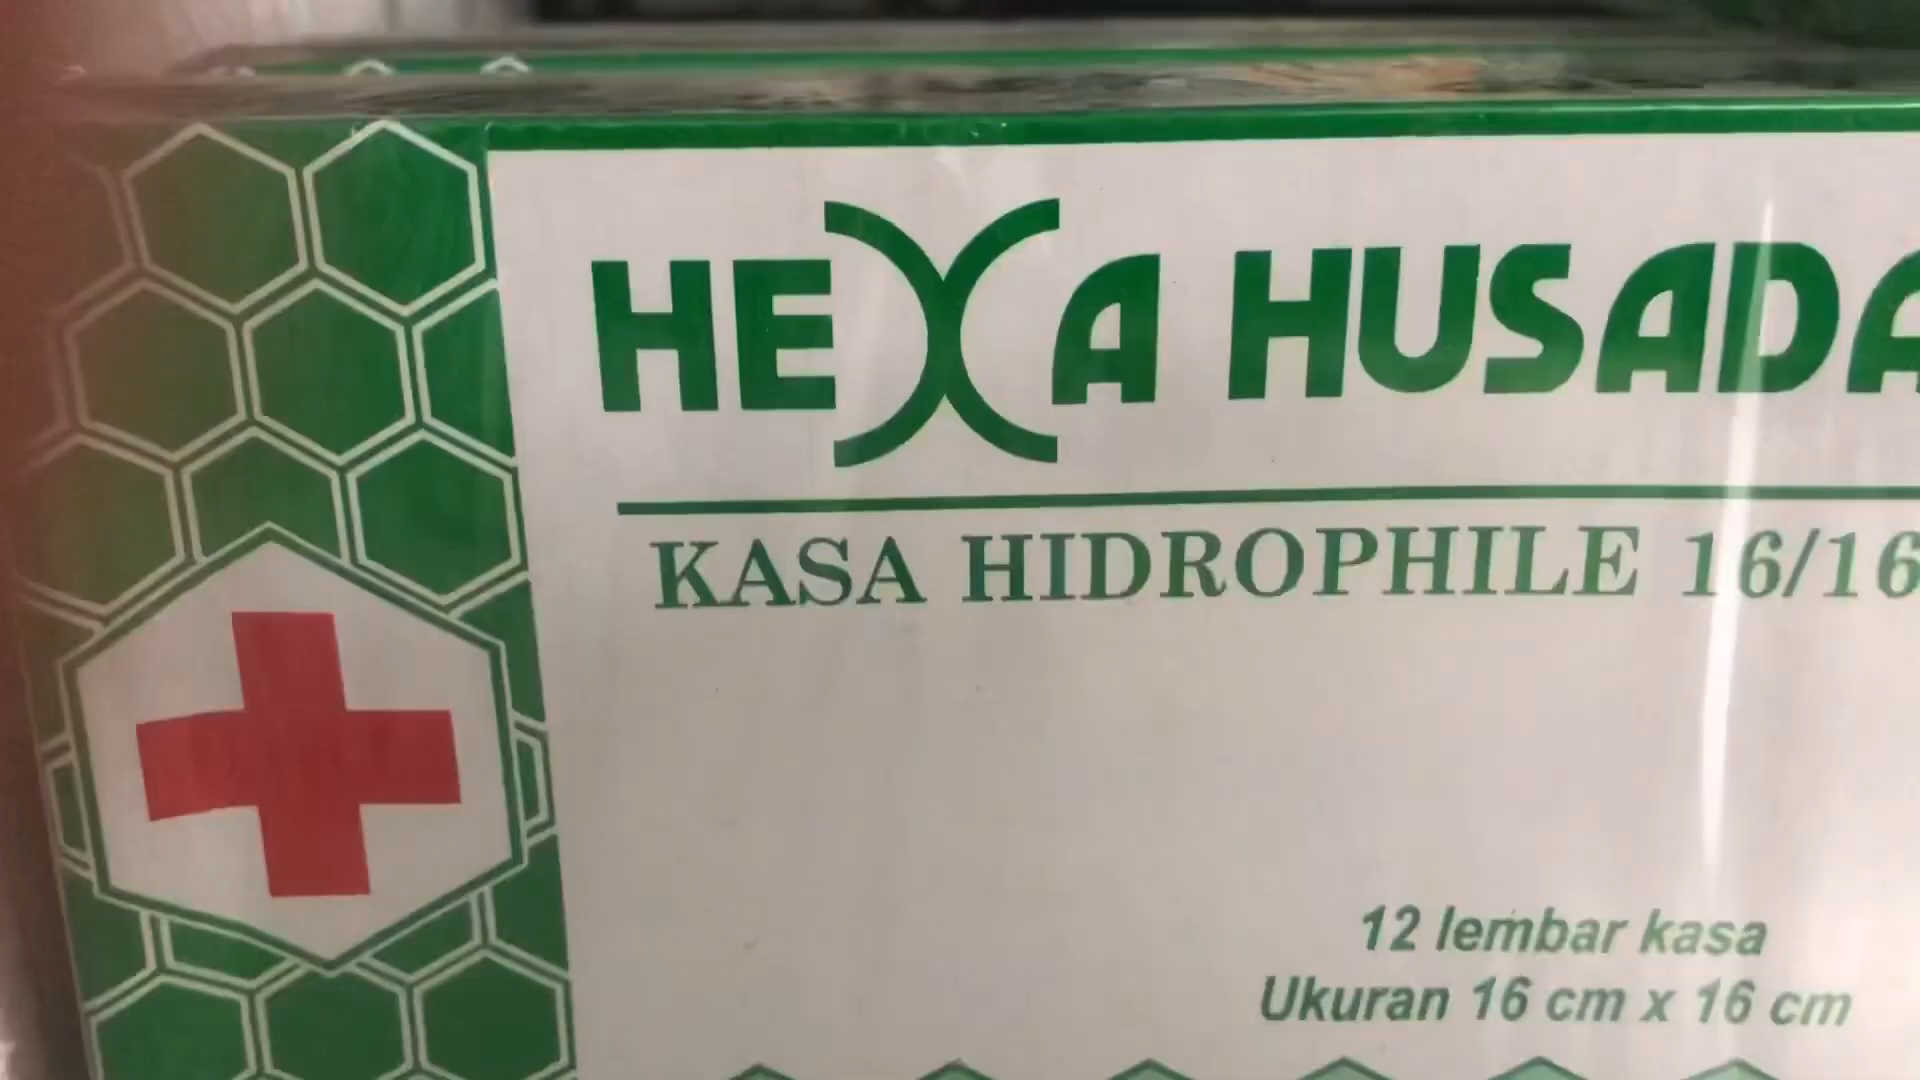 HEXA HUSADA
KASA HIDROPHILE 16/16
12 lembar kasa
Ukuran 16 cm x 16 cm